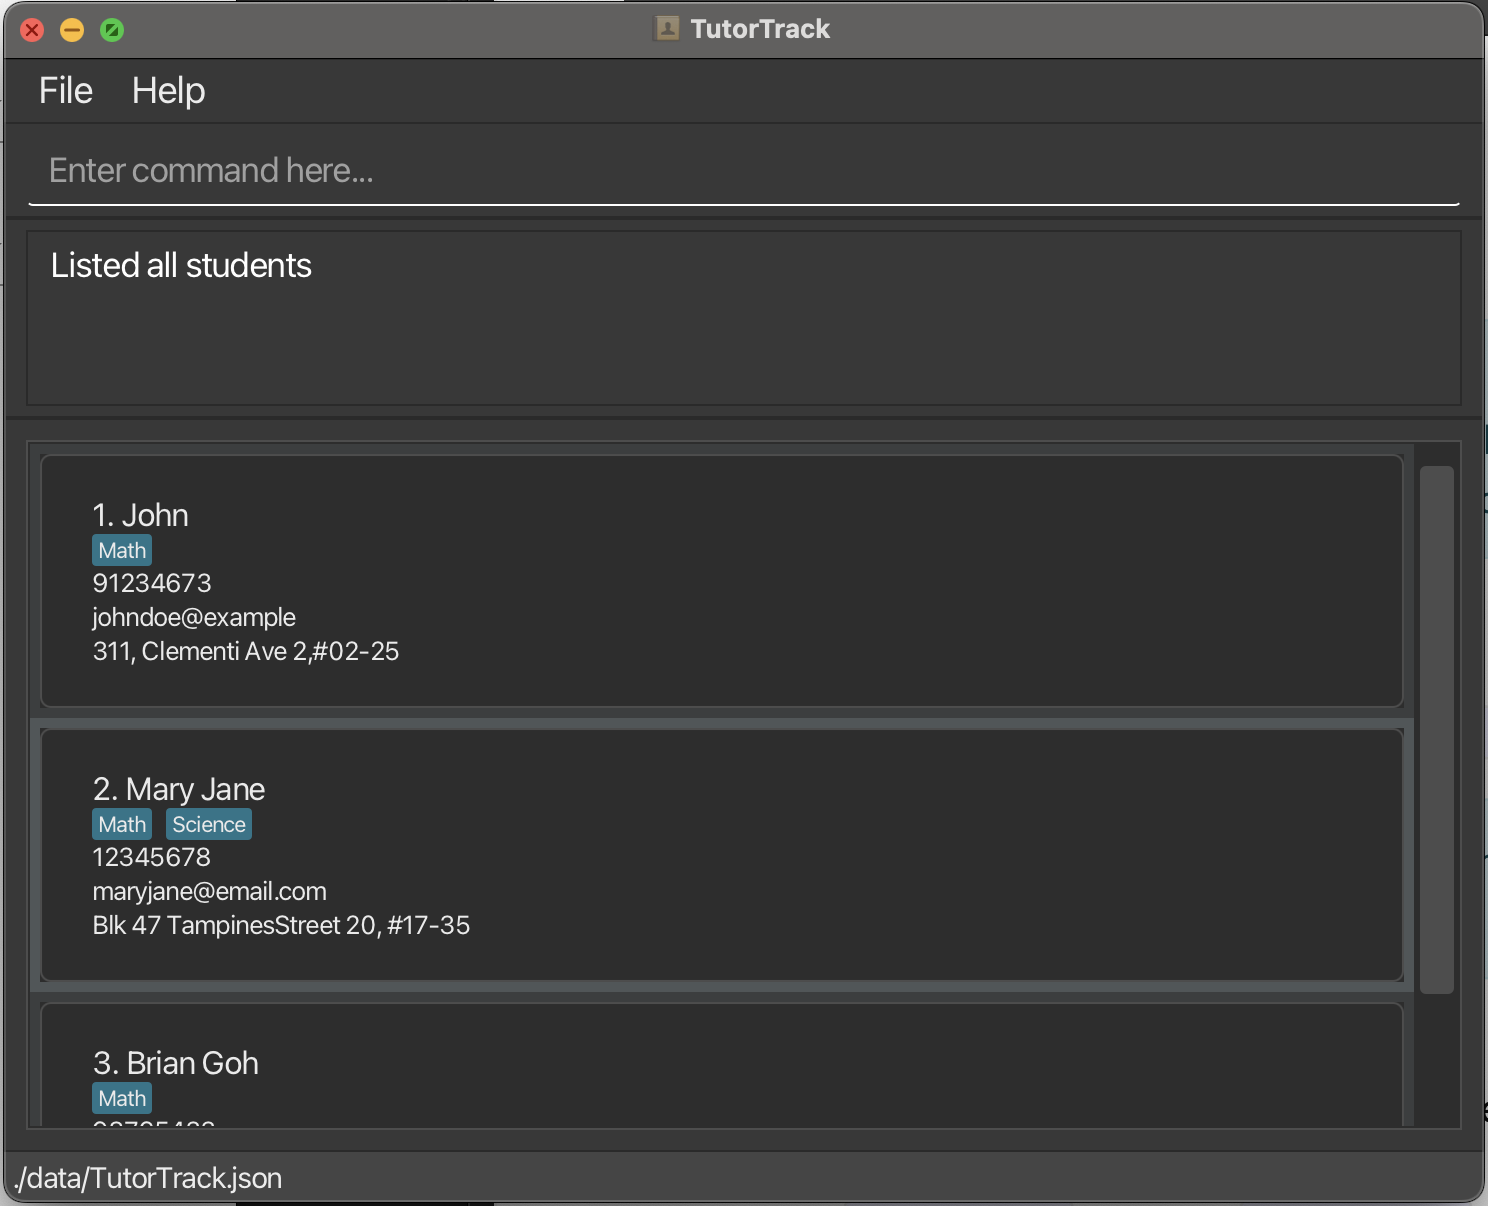 TutorTrack
File Help
Enter command here...
Listed all students
1. John
Math
91234673
johndoe@example
311, Clementi Ave 2,#02-25
2. Mary Jane
Math Science
12345678
maryjane@email.com
Blk 47 TampinesStreet 20, #17-35
3. Brian Goh
Math
./data/TutorTrack.json